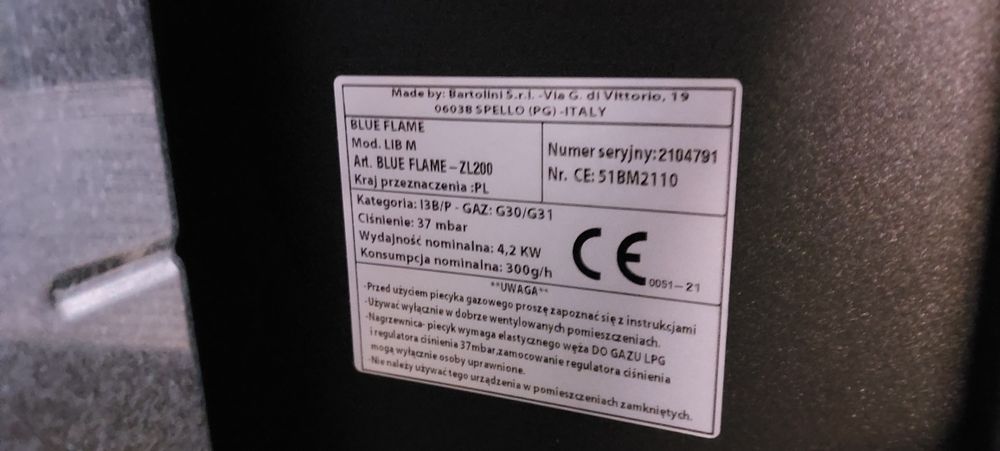 Made by: Bartolini S.r.l. -Via G. di Vittorio, 19
06038 SPELLO (PG) -ITALY
BLUE FLAME
Mod. LIB M
Art. BLUE FLAME – ZL200
Kraj przeznaczenia :PL
Numer seryjny: 2104791
Nr. CE: 51BM2110
Kategoria: I3B/P - GAZ: G30/G31
Ciśnienie: 37 mbar
Wydajność nominalna: 4,2 KW
Konsumpcja nominalna: 300g/h
CE
0051—21
**UWAGA**
-Przed użyciem piecyka gazowego proszę zapoznać się z instrukcjami
-Używać wyłącznie w dobrze wentylowanych pomieszczeniach.
-Nagrzewnica- piecyk wymaga elastycznego węża DO GAZU LPG
i regulatora ciśnienia 37mbar,zamocowanie regulatora ciśnienia
mogą wyłącznie osoby uprawnione.
-Nie należy używać tego urządzenia w pomieszczeniach zamkniętych.